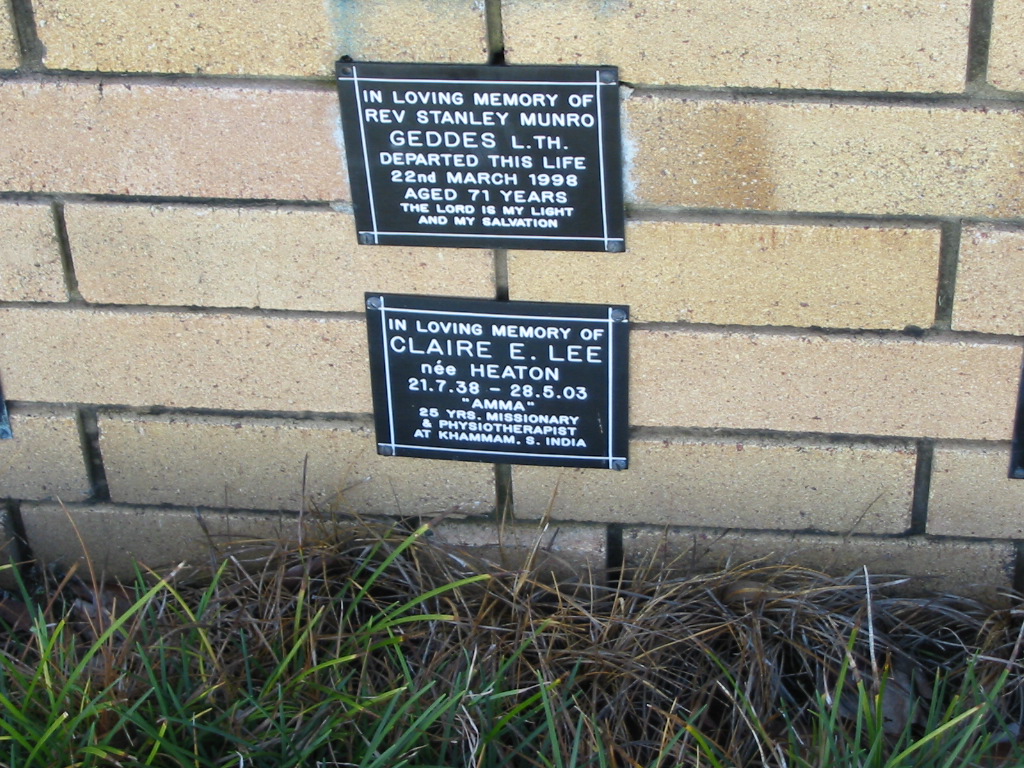 IN LOVING MEMORY OF
REV STANLEY MUNRO
GEDDES L.TH.
DEPARTED THIS LIFE
22nd MARCH 1998
AGED 71 YEARS
THE LORD IS MY LIGHT
AND MY SALVATION
IN LOVING MEMORY OF
CLAIRE E. LEE
née HEATON
21.7.38 - 28.5.03
"AMMA"
25 YRS. MISSIONARY
& PHYSIOTHERAPIST
AT KHAMMAM, S. INDIA